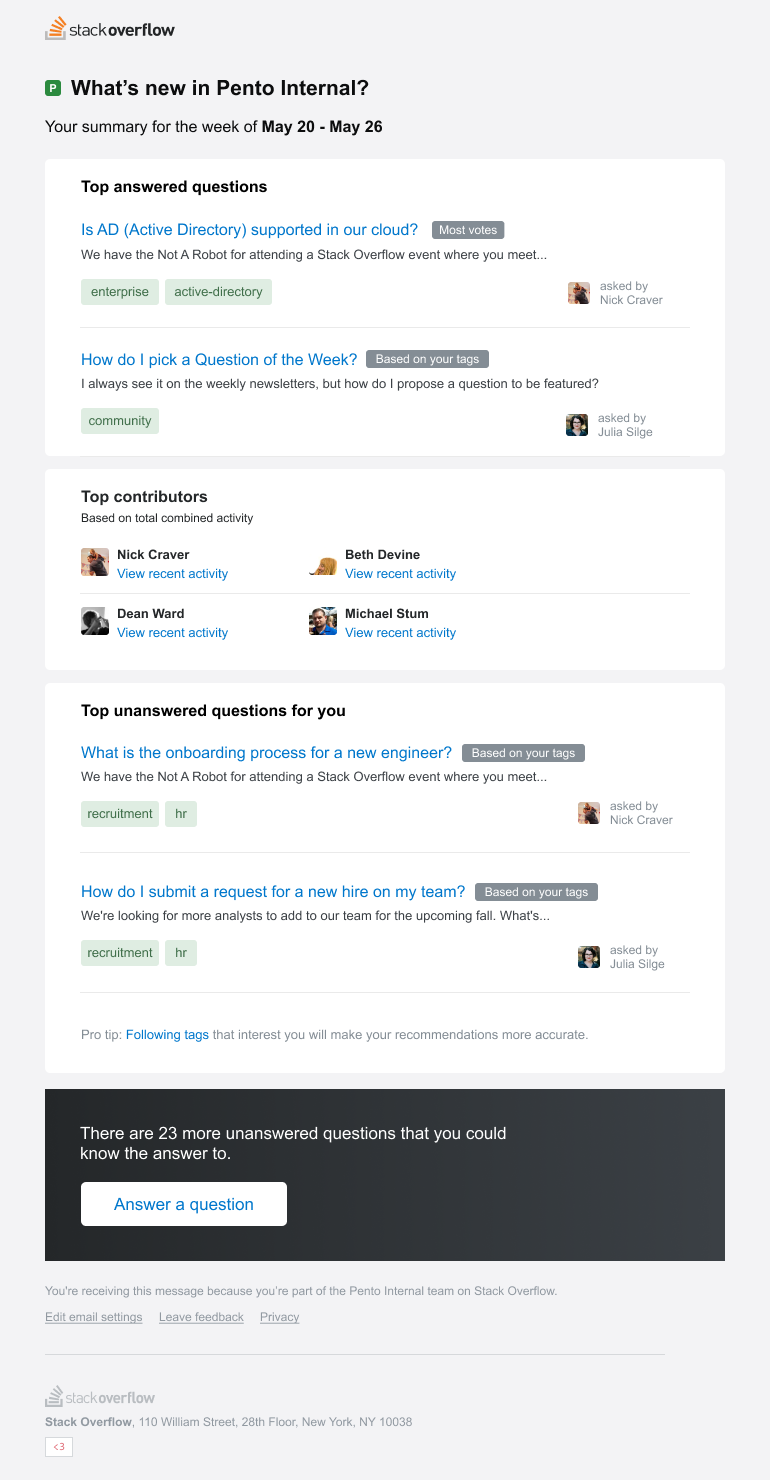 stackoverflow
P What’s new in Pento Internal?
Your summary for the week of May 20 - May 26
Top answered questions
Is AD (Active Directory) supported in our cloud? Most votes
We have the Not A Robot for attending a Stack Overflow event where you meet...
enterprise active-directory
asked by
Nick Craver
How do I pick a Question of the Week? Based on your tags
I always see it on the weekly newsletters, but how do I propose a question to be featured?
community
asked by
Julia Silge
Top contributors
Based on total combined activity
Nick Craver
View recent activity
Beth Devine
View recent activity
Dean Ward
View recent activity
Michael Stum
View recent activity
Top unanswered questions for you
What is the onboarding process for a new engineer? Based on your tags
We have the Not A Robot for attending a Stack Overflow event where you meet...
recruitment hr
asked by
Nick Craver
How do I submit a request for a new hire on my team? Based on your tags
We're looking for more analysts to add to our team for the upcoming fall. What's...
recruitment hr
asked by
Julia Silge
Pro tip: Following tags that interest you will make your recommendations more accurate.
There are 23 more unanswered questions that you could
know the answer to.
Answer a question
You're receiving this message because you’re part of the Pento Internal team on Stack Overflow.
Edit email settings Leave feedback Privacy
stackoverflow
Stack Overflow, 110 William Street, 28th Floor, New York, NY 10038
<3